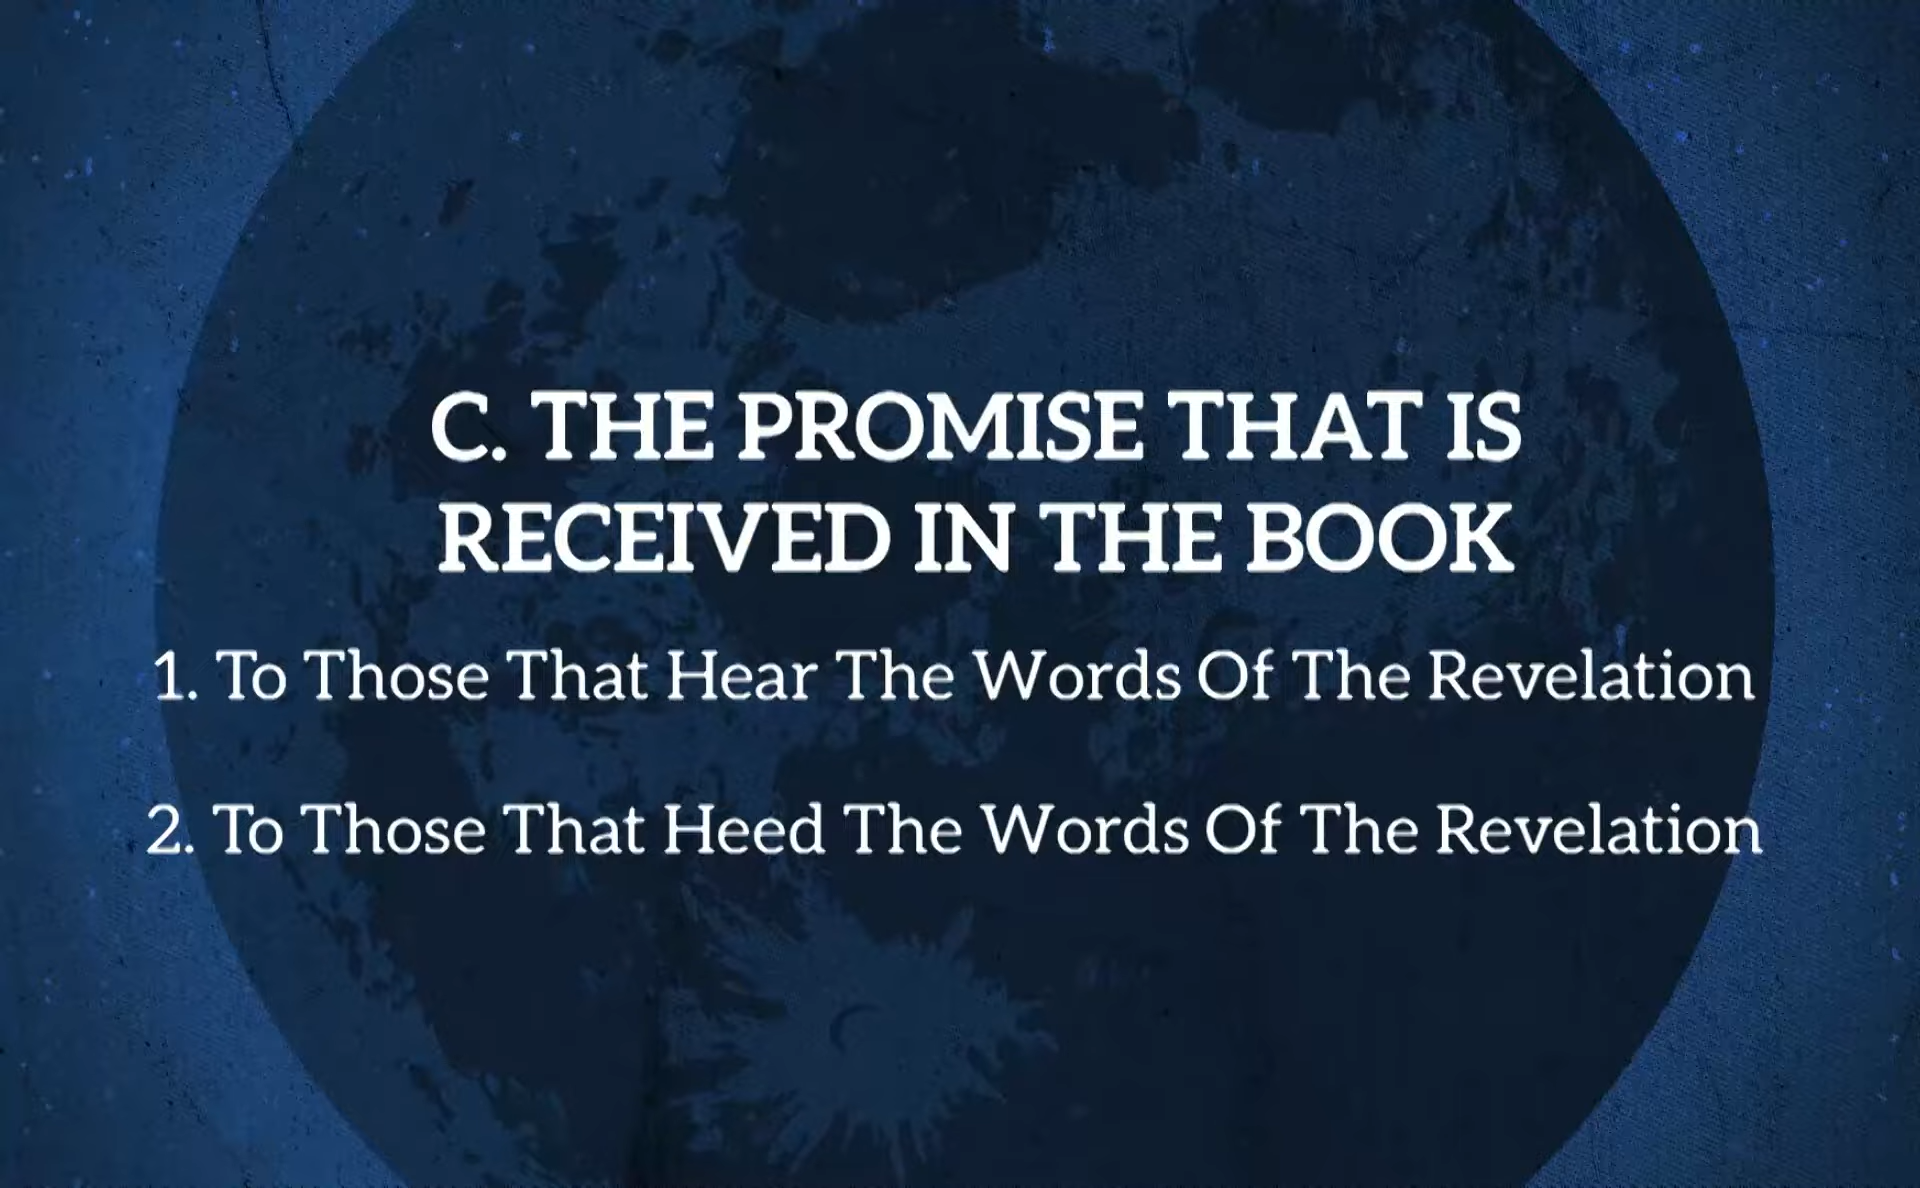 C. THE PROMISE THAT IS
RECEIVED IN THE BOOK
1. To Those That Hear The Words Of The Revelation
2. To Those That Heed The Words Of The Revelation